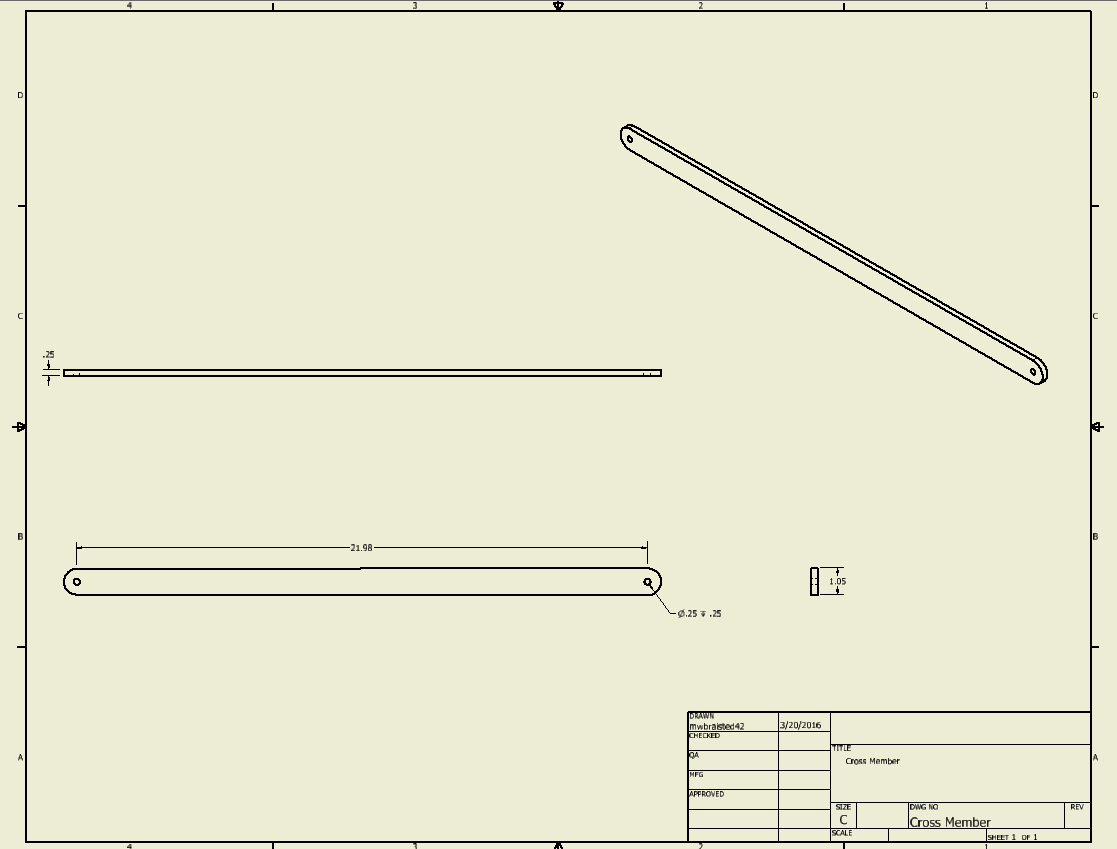 4 3 2 1
D D
.25
C C
21.98
B B
1.05
Ø.25 ↧ .25
DRAWN
mwbraisted42 3/20/2016
CHECKED
TITLE
QA
Cross Member
MFG
A A
APPROVED
SIZE DWG NO REV
C Cross Member
SCALE
SHEET 1 OF 1
4 3 2 1